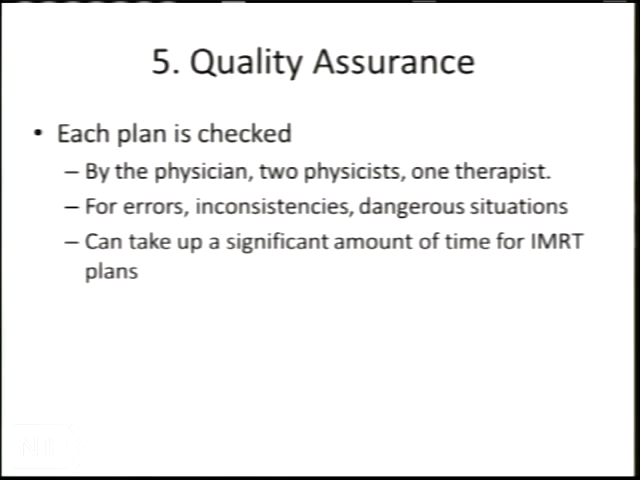 5. Quality Assurance
• Each plan is checked
– By the physician, two physicists, one therapist.
– For errors, inconsistencies, dangerous situations
– Can take up a significant amount of time for IMRT
plans